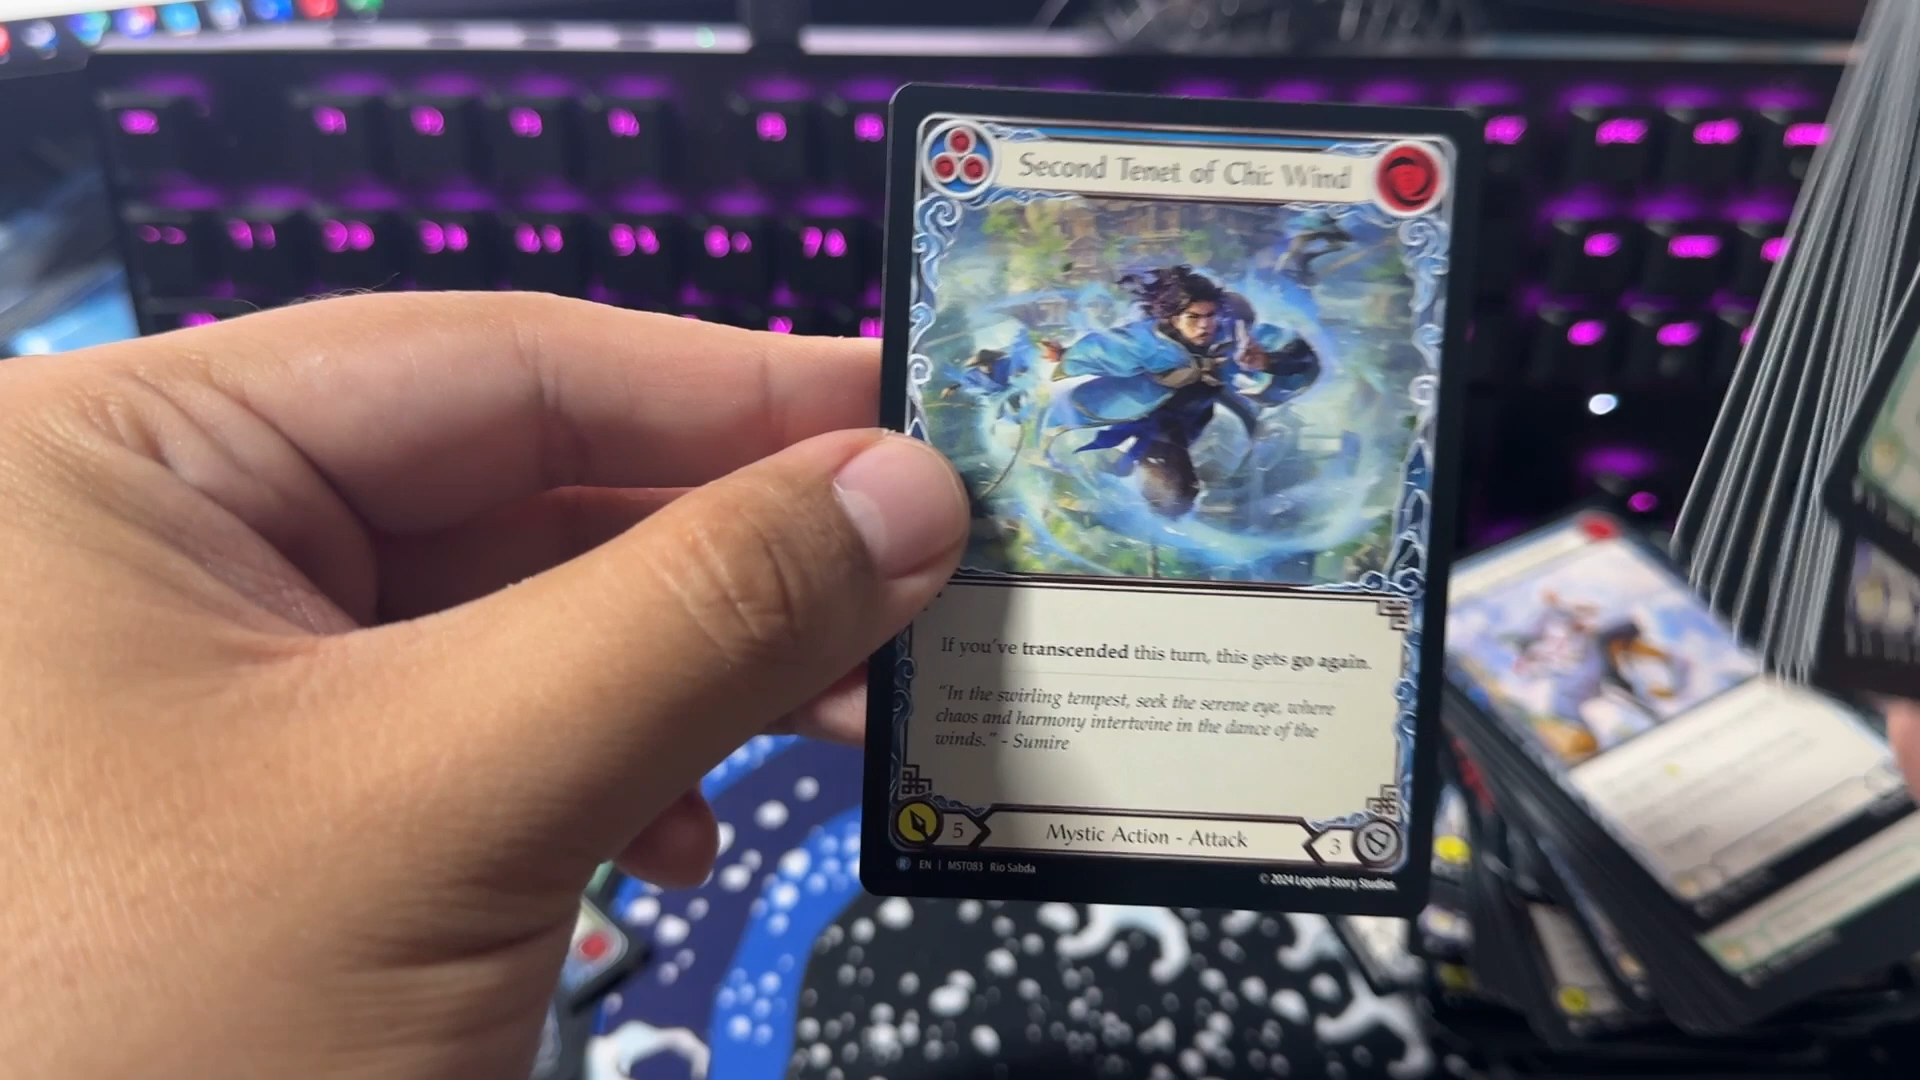 Second Tenet of Chi: Wind
If you've transcended this turn, this gets go again.
"In the swirling tempest, seek the serene eye, where
chaos and harmony intertwine in the dance of the
winds." - Sumire
5
Mystic Action - Attack
3
R EN | MST083 Rio Sabda
© 2024 Legend Story Studios